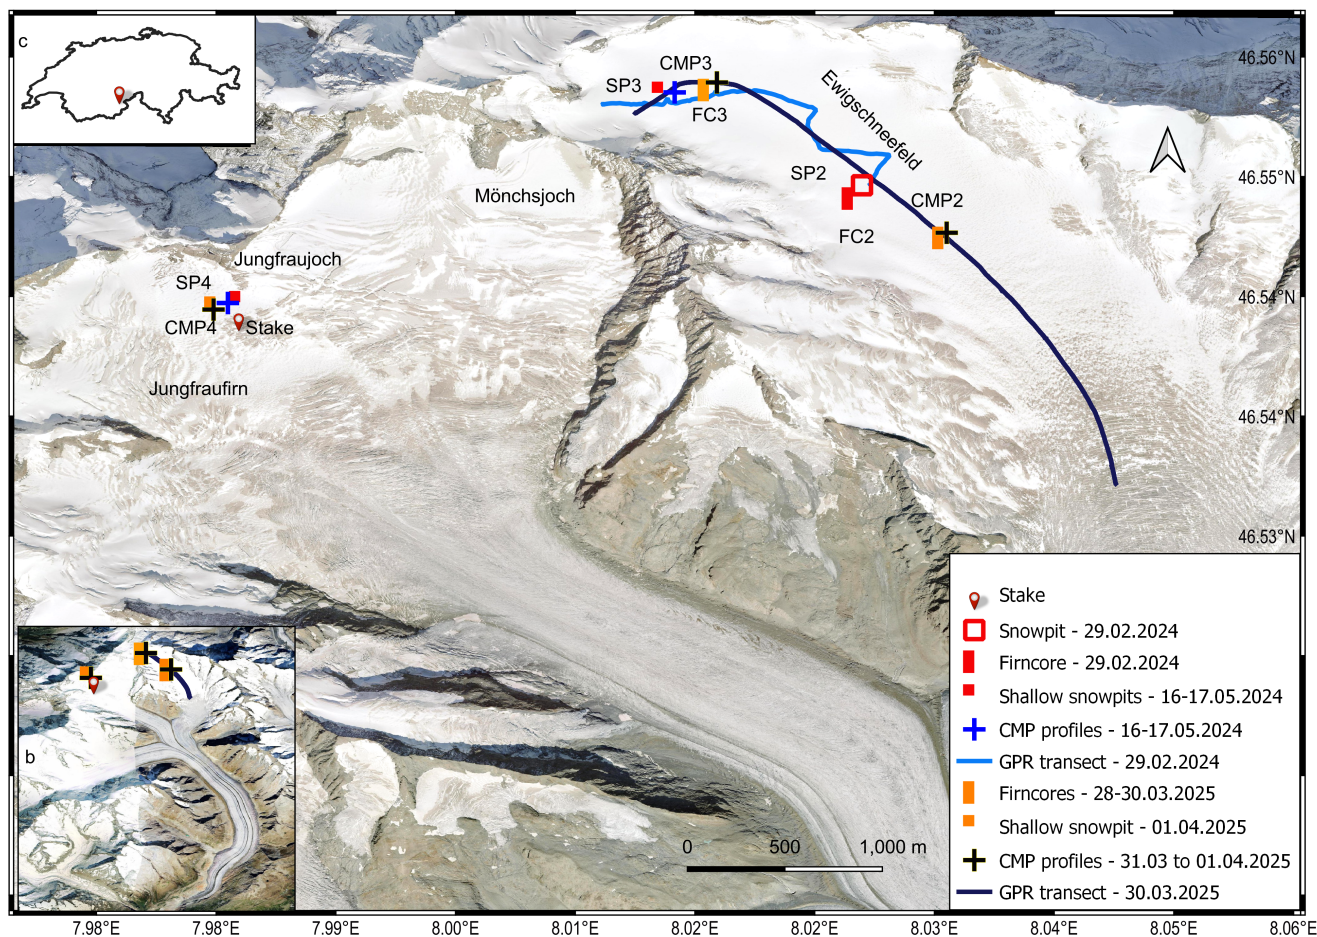 c
46.56°N
CMP3
SP3
FC3
Ewigschneefeld
SP2
46.55°N
Mönchsjoch
CMP2
FC2
Jungfraujoch
SP4
46.54°N
CMP4
Stake
Jungfraufirn
46.54°N
46.53°N
Stake
Snowpit - 29.02.2024
Firncore - 29.02.2024
Shallow snowpits - 16-17.05.2024
CMP profiles - 16-17.05.2024
GPR transect - 29.02.2024
Firncores - 28-30.03.2025
Shallow snowpit - 01.04.2025
CMP profiles - 31.03 to 01.04.2025
GPR transect - 30.03.2025
b
0 500 1,000 m
7.98°E 7.98°E 7.99°E 8.00°E 8.01°E 8.02°E 8.02°E 8.03°E 8.04°E 8.05°E 8.06°E